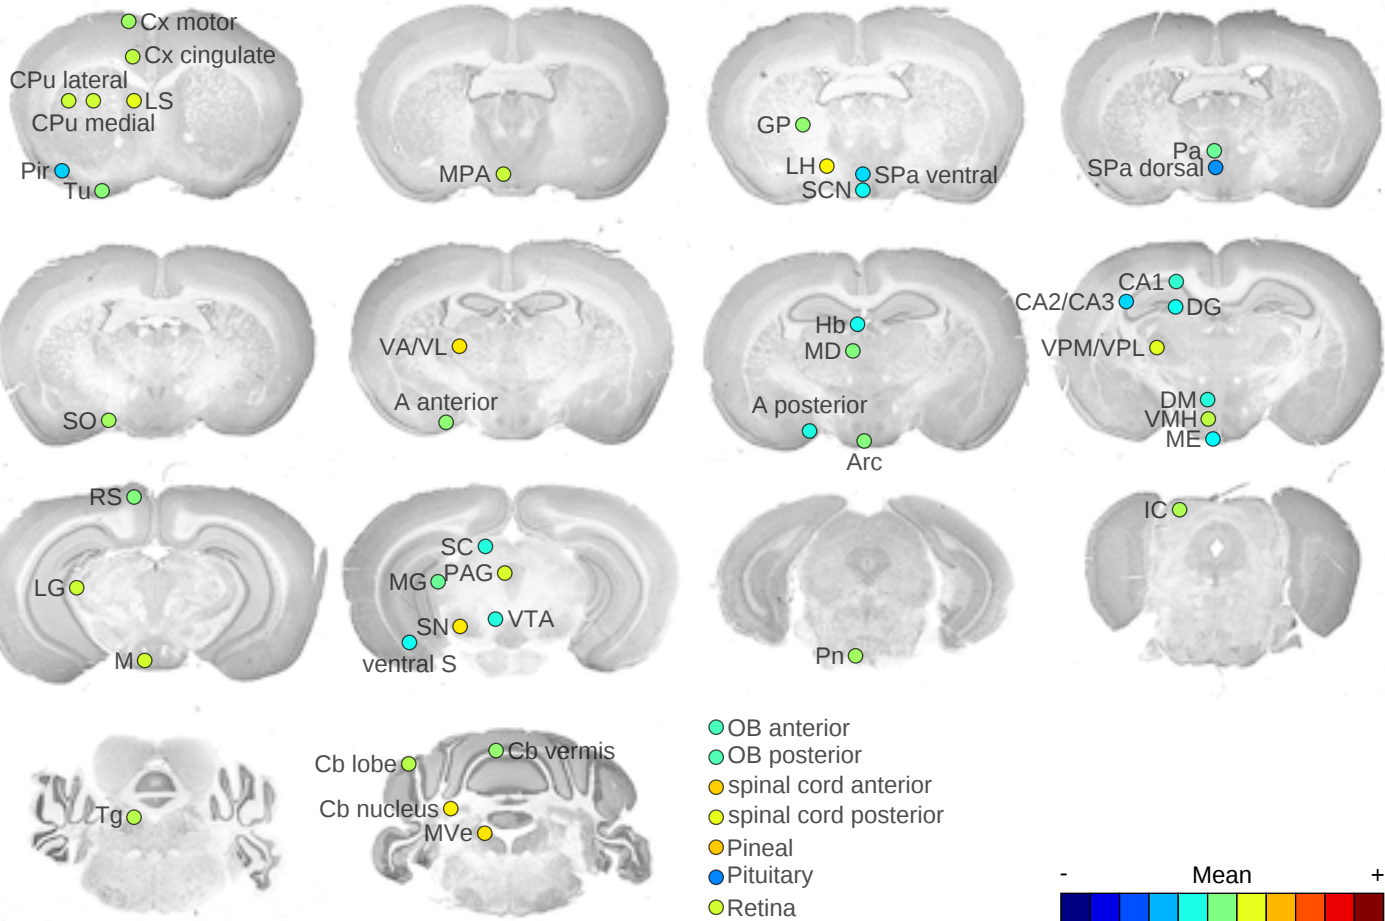 Cx motor
Cx cingulate
CPu lateral
LS
CPu medial
Pir
Tu
MPA
GP
LH
SPa ventral
SCN
Pa
SPa dorsal
SO
VA/VL
A anterior
Hb
MD
A posterior
Arc
CA1
CA2/CA3
DG
VPM/VPL
DM
VMH
ME
RS
LG
M
SC
MG
PAG
SN
VTA
ventral S
Pn
IC
Tg
Cb lobe
Cb vermis
Cb nucleus
MVe
OB anterior
OB posterior
spinal cord anterior
spinal cord posterior
Pineal
Pituitary
Retina
- Mean +